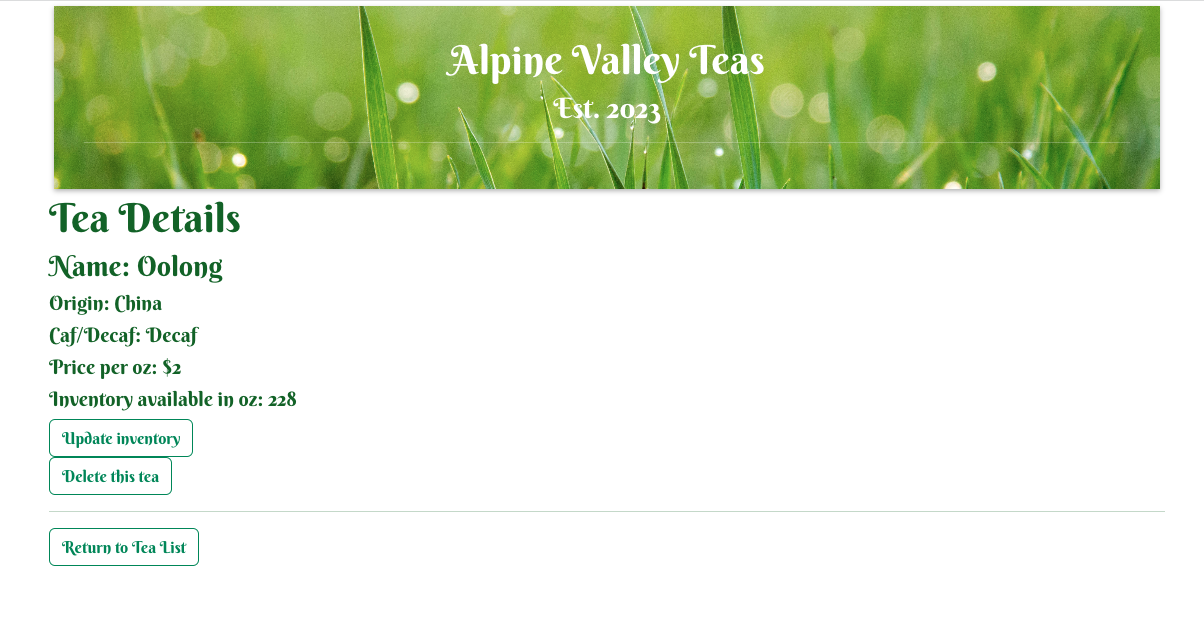 Alpine Valley Teas
Est. 2023
Tea Details
Name: Oolong
Origin: China
Caf/Decaf: Decaf
Price per oz: $2
Inventory available in oz: 228
Update inventory
Delete this tea
Return to Tea List